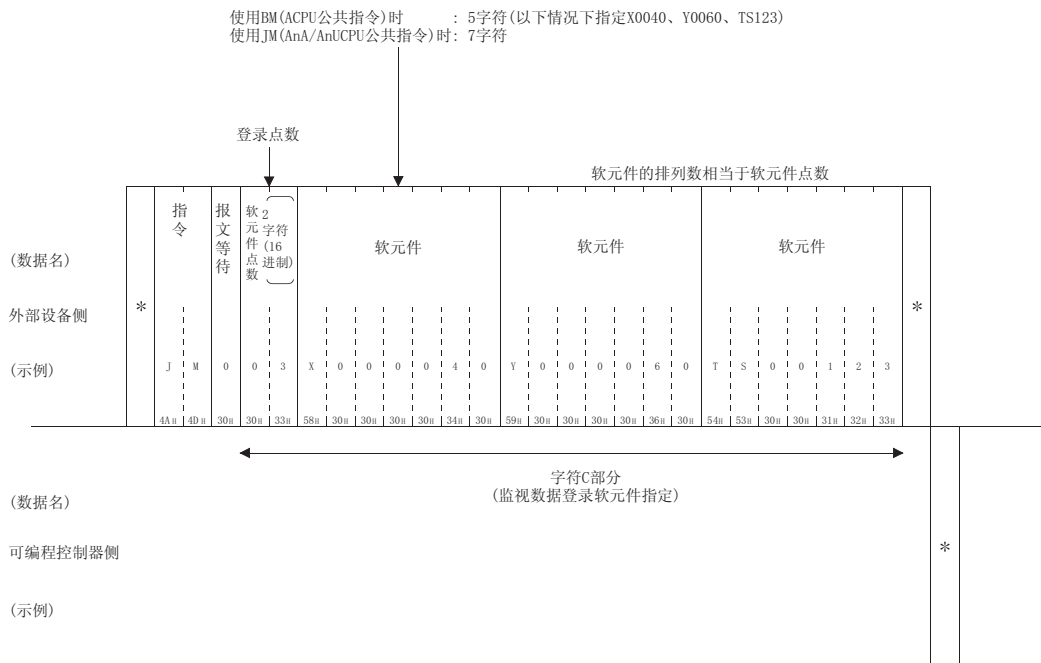 使用BM(ACPU公共指令)时 : 5字符(以下情况下指定X0040、Y0060、TS123)
使用JM(AnA/AnUCPU公共指令)时: 7字符
登录点数
软元件的排列数相当于软元件点数
指令
报文等待
软元件点数
2
字符
(16
进制)
软元件
软元件
软元件
(数据名)
外部设备侧
* *
(示例)
J M 0 0 3 X 0 0 0 0 4 0 Y 0 0 0 0 6 0 T S 0 0 1 2 3
4AH 4DH 30H 30H 33H 58H 30H 30H 30H 30H 34H 30H 59H 30H 30H 30H 30H 36H 30H 54H 53H 30H 30H 31H 32H 33H
字符C部分
(监视数据登录软元件指定)
(数据名)
可编程控制器侧
*
(示例)